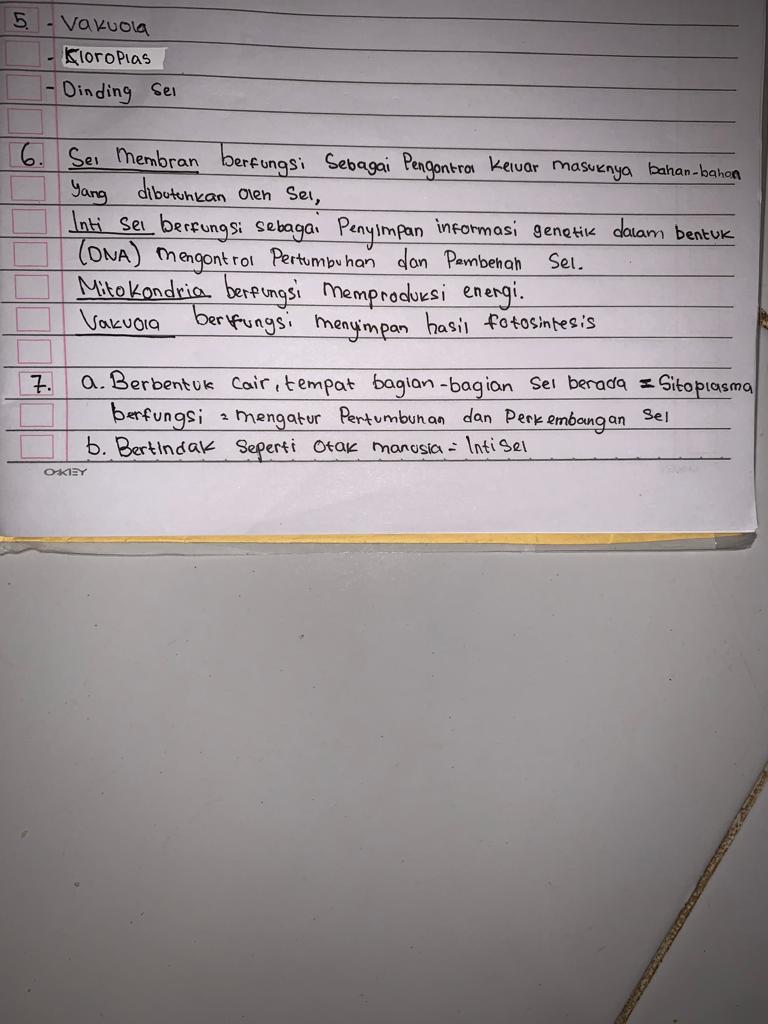 5. - Vakuola
- Kloroplas
- Dinding Sel
6. Sel Membran berfungsi Sebagai Pengontrol Keluar masuknya bahan-bahan
yang dibutuhkan oleh Sel,
Inti Sel berfungsi sebagai Penyimpan informasi genetik dalam bentuk
(DNA) mengontrol Pertumbuhan dan Pembehan Sel.
Mitokondria berfungsi memproduksi energi.
Vakuola berfungsi menyimpan hasil fotosintesis
7. a. Berbentuk Cair, tempat bagian-bagian Sel berada = Sitoplasma
berfungsi = mengatur Pertumbuhan dan Perkembangan Sel
b. Bertindak Seperti Otak manusia = Inti Sel
OKEY